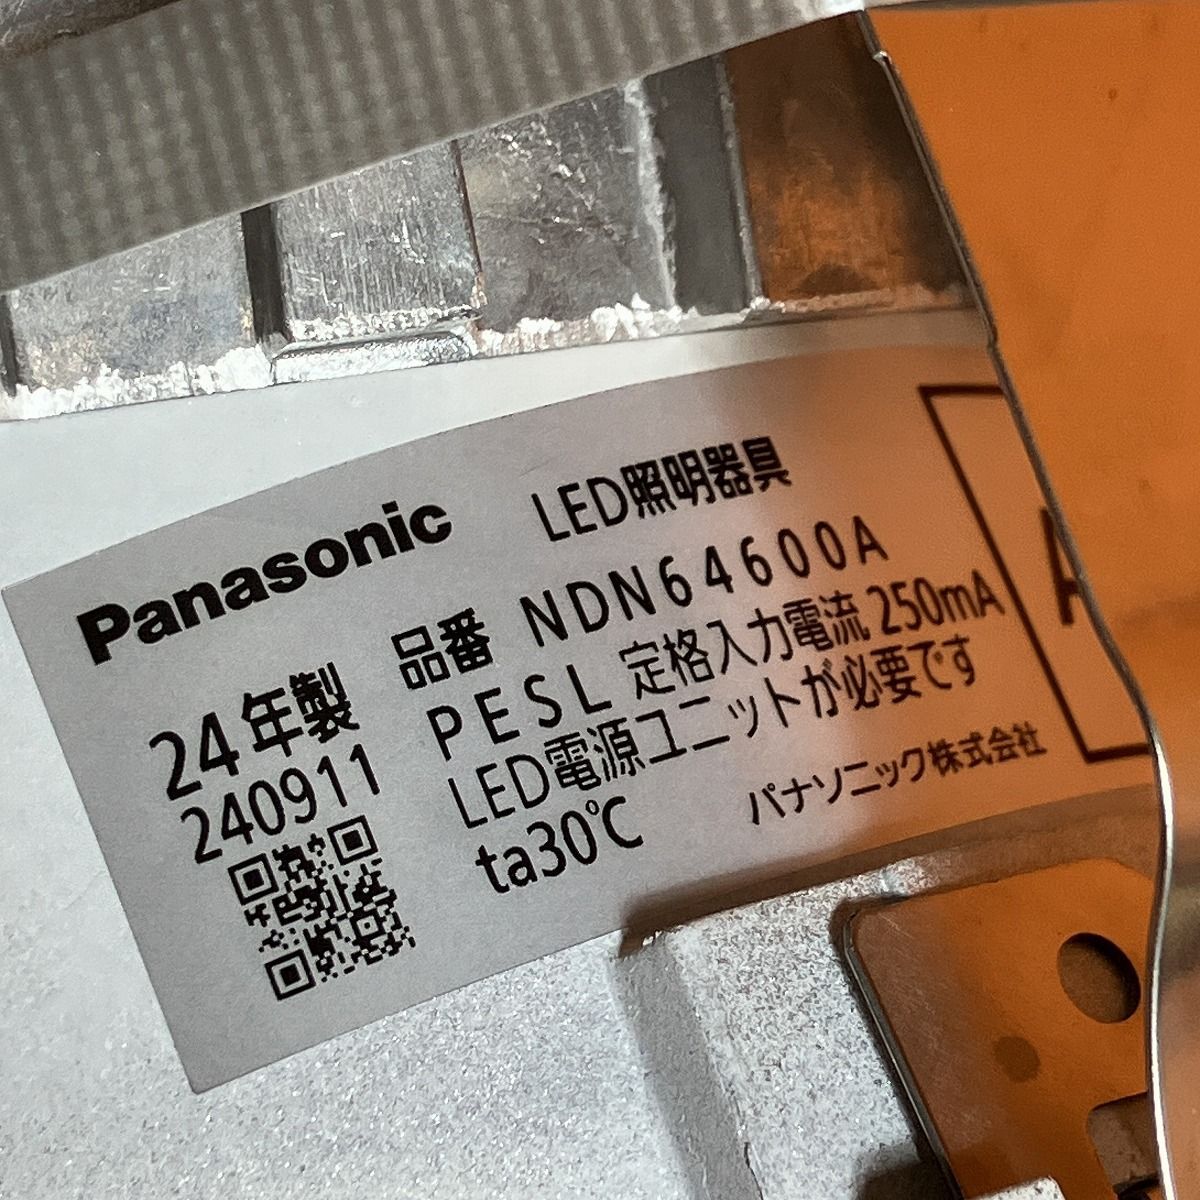 Panasonic LED照明器具
品番 NDN64600A
24年製 PESL 定格入力電流 250mA
240911 LED電源ユニットが必要です
ta30℃ パナソニック株式会社